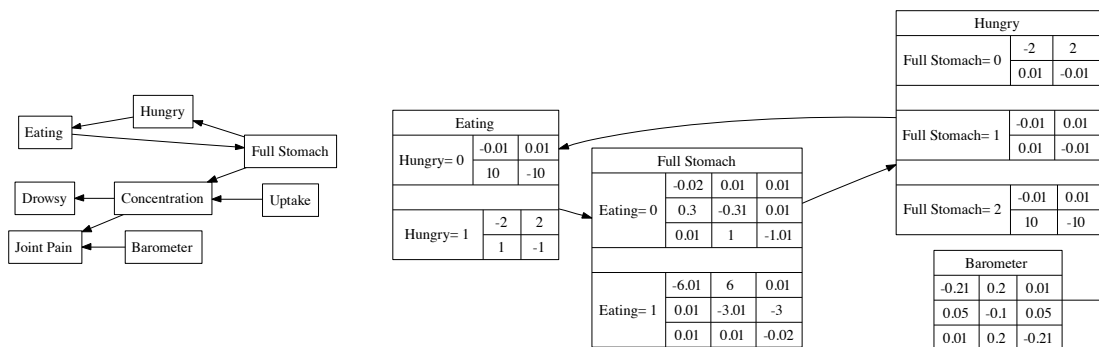 Hungry
Eating
Full Stomach
Drowsy
Concentration
Uptake
Joint Pain
Barometer
Eating
Hungry= 0
-0.01 0.01
10 -10
Hungry= 1
-2 2
1 -1
Full Stomach
Eating= 0
-0.02 0.01 0.01
0.3 -0.31 0.01
0.01 1 -1.01
Eating= 1
-6.01 6 0.01
0.01 -3.01 -3
0.01 0.01 -0.02
Hungry
Full Stomach= 0
-2 2
0.01 -0.01
Full Stomach= 1
-0.01 0.01
0.01 -0.01
Full Stomach= 2
-0.01 0.01
10 -10
Barometer
-0.21 0.2 0.01
0.05 -0.1 0.05
0.01 0.2 -0.21